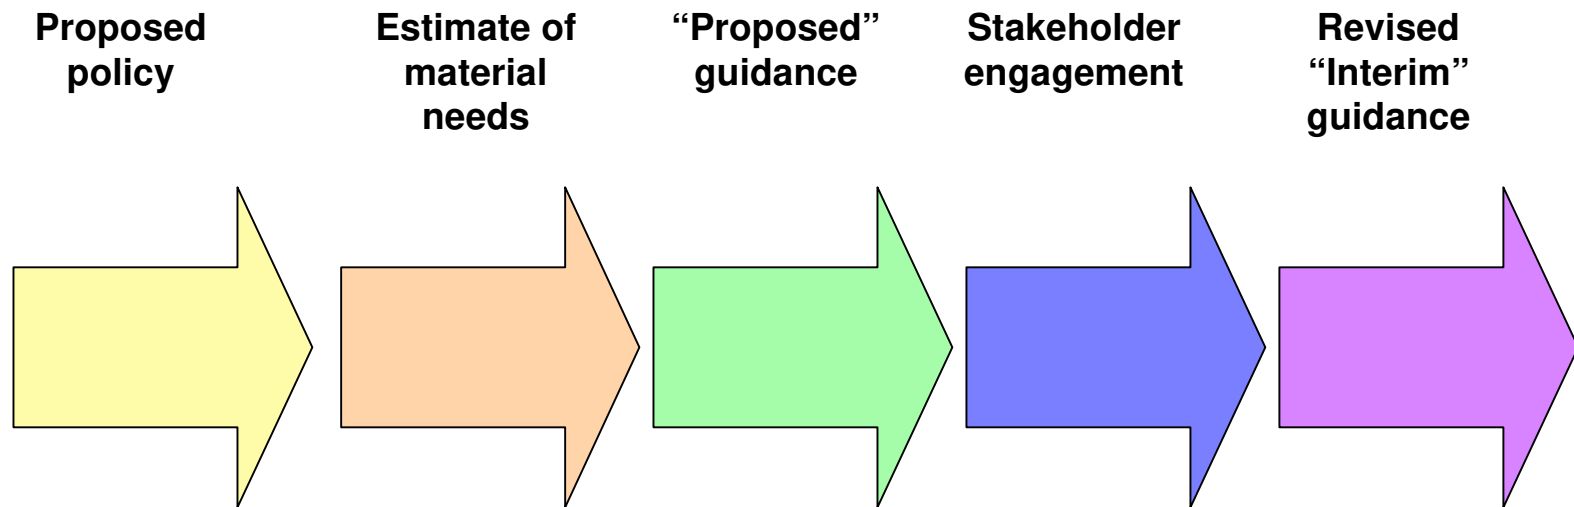 Proposed
policy
Estimate of
material
needs
“Proposed”
guidance
Stakeholder
engagement
Revised
“Interim”
guidance